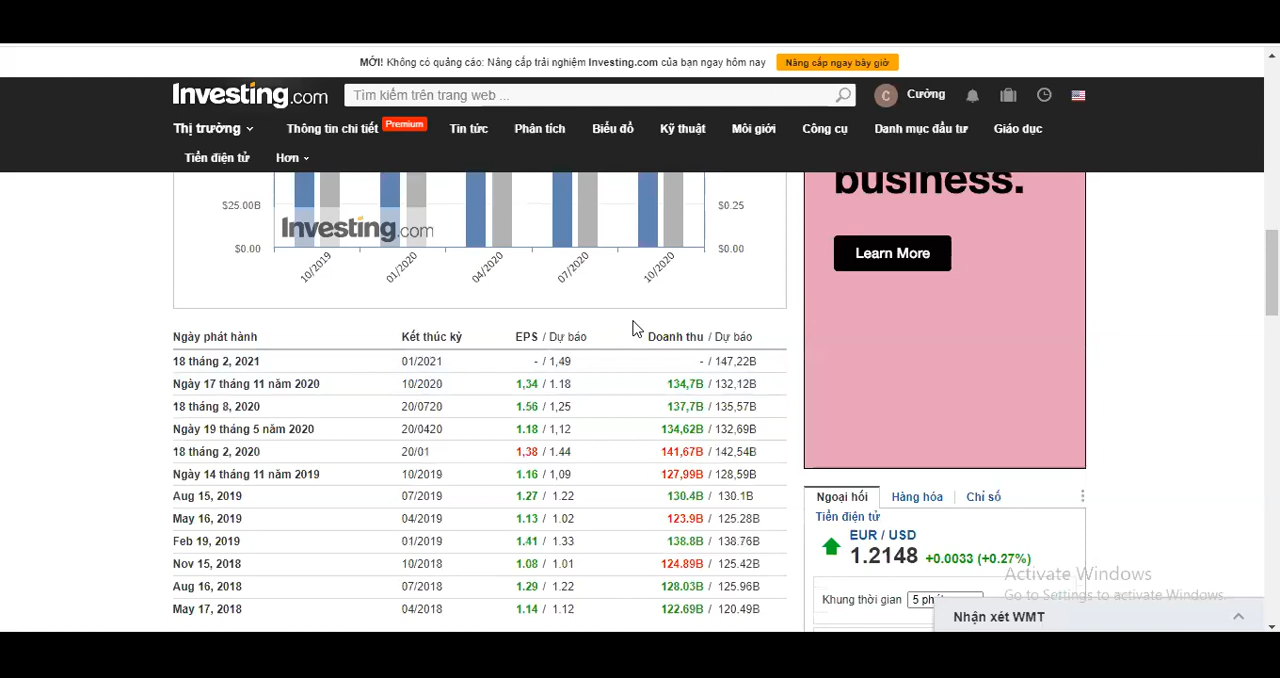 MỚI! Không có quảng cáo: Nâng cấp trải nghiệm Investing.com của bạn ngay hôm nay Nâng cấp ngay bây giờ
Investing.com Tìm kiếm trên trang web ... C Cường
Thị trường Thông tin chi tiết Premium Tin tức Phân tích Biểu đồ Kỹ thuật Môi giới Công cụ Danh mục đầu tư Giáo dục
Tiền điện tử Hơn
business.
$25.00B $0.25
Investing.com
$0.00 $0.00
Learn More
10/2019 01/2020 04/2020 07/2020 10/2020
Ngày phát hành Kết thúc kỳ EPS / Dự báo Doanh thu / Dự báo
18 tháng 2, 2021 01/2021 - / 1,49 - / 147,22B
Ngày 17 tháng 11 năm 2020 10/2020 1,34 / 1.18 134,7B / 132,12B
18 tháng 8, 2020 20/0720 1.56 / 1,25 137,7B / 135,57B
Ngày 19 tháng 5 năm 2020 20/0420 1.18 / 1,12 134,62B / 132,69B
18 tháng 2, 2020 20/01 1,38 / 1.44 141,67B / 142,54B
Ngày 14 tháng 11 năm 2019 10/2019 1.16 / 1,09 127,99B / 128,59B
Aug 15, 2019 07/2019 1.27 / 1.22 130.4B / 130.1B
May 16, 2019 04/2019 1.13 / 1.02 123.9B / 125.28B
Feb 19, 2019 01/2019 1.41 / 1.33 138.8B / 138.76B
Nov 15, 2018 10/2018 1.08 / 1.01 124.89B / 125.42B
Aug 16, 2018 07/2018 1.29 / 1.22 128.03B / 125.96B
May 17, 2018 04/2018 1.14 / 1.12 122.69B / 120.49B
Ngoại hối Hàng hóa Chỉ số
Tiền điện tử
EUR / USD
1.2148 +0.0033 (+0.27%)
Activate Windows
Go to Settings to activate Windows.
Khung thời gian 5
Nhận xét WMT